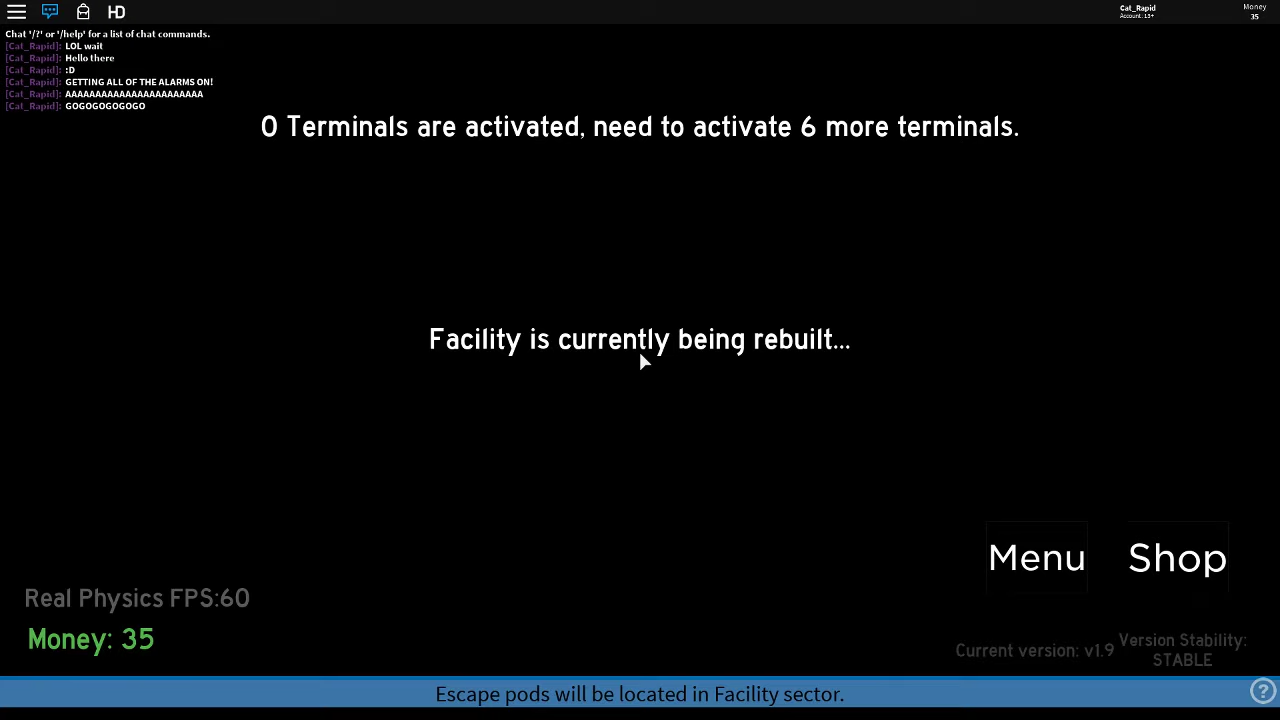 HD
Cat_Rapid
Account: 13+
Money
35
Chat '/?' or '/help' for a list of chat commands.
[Cat_Rapid]: LOL wait
[Cat_Rapid]: Hello there
[Cat_Rapid]: :D
[Cat_Rapid]: GETTING ALL OF THE ALARMS ON!
[Cat_Rapid]: AAAAAAAAAAAAAAAAAAAAAAA
[Cat_Rapid]: GOGOGOGOGOGO
0 Terminals are activated, need to activate 6 more terminals.
Facility is currently being rebuilt...
Menu
Shop
Real Physics FPS:60
Money: 35
Current version: v1.9
Version Stability:
STABLE
Escape pods will be located in Facility sector.
?